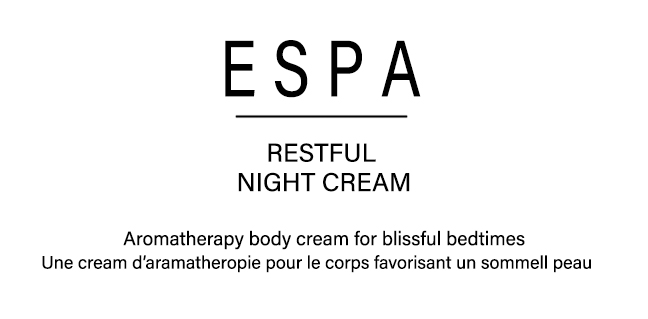 ESPA
RESTFUL
NIGHT CREAM
Aromatherapy body cream for blissful bedtimes
Une cream d'aramatheropie pour le corps favorisant un sommell peau